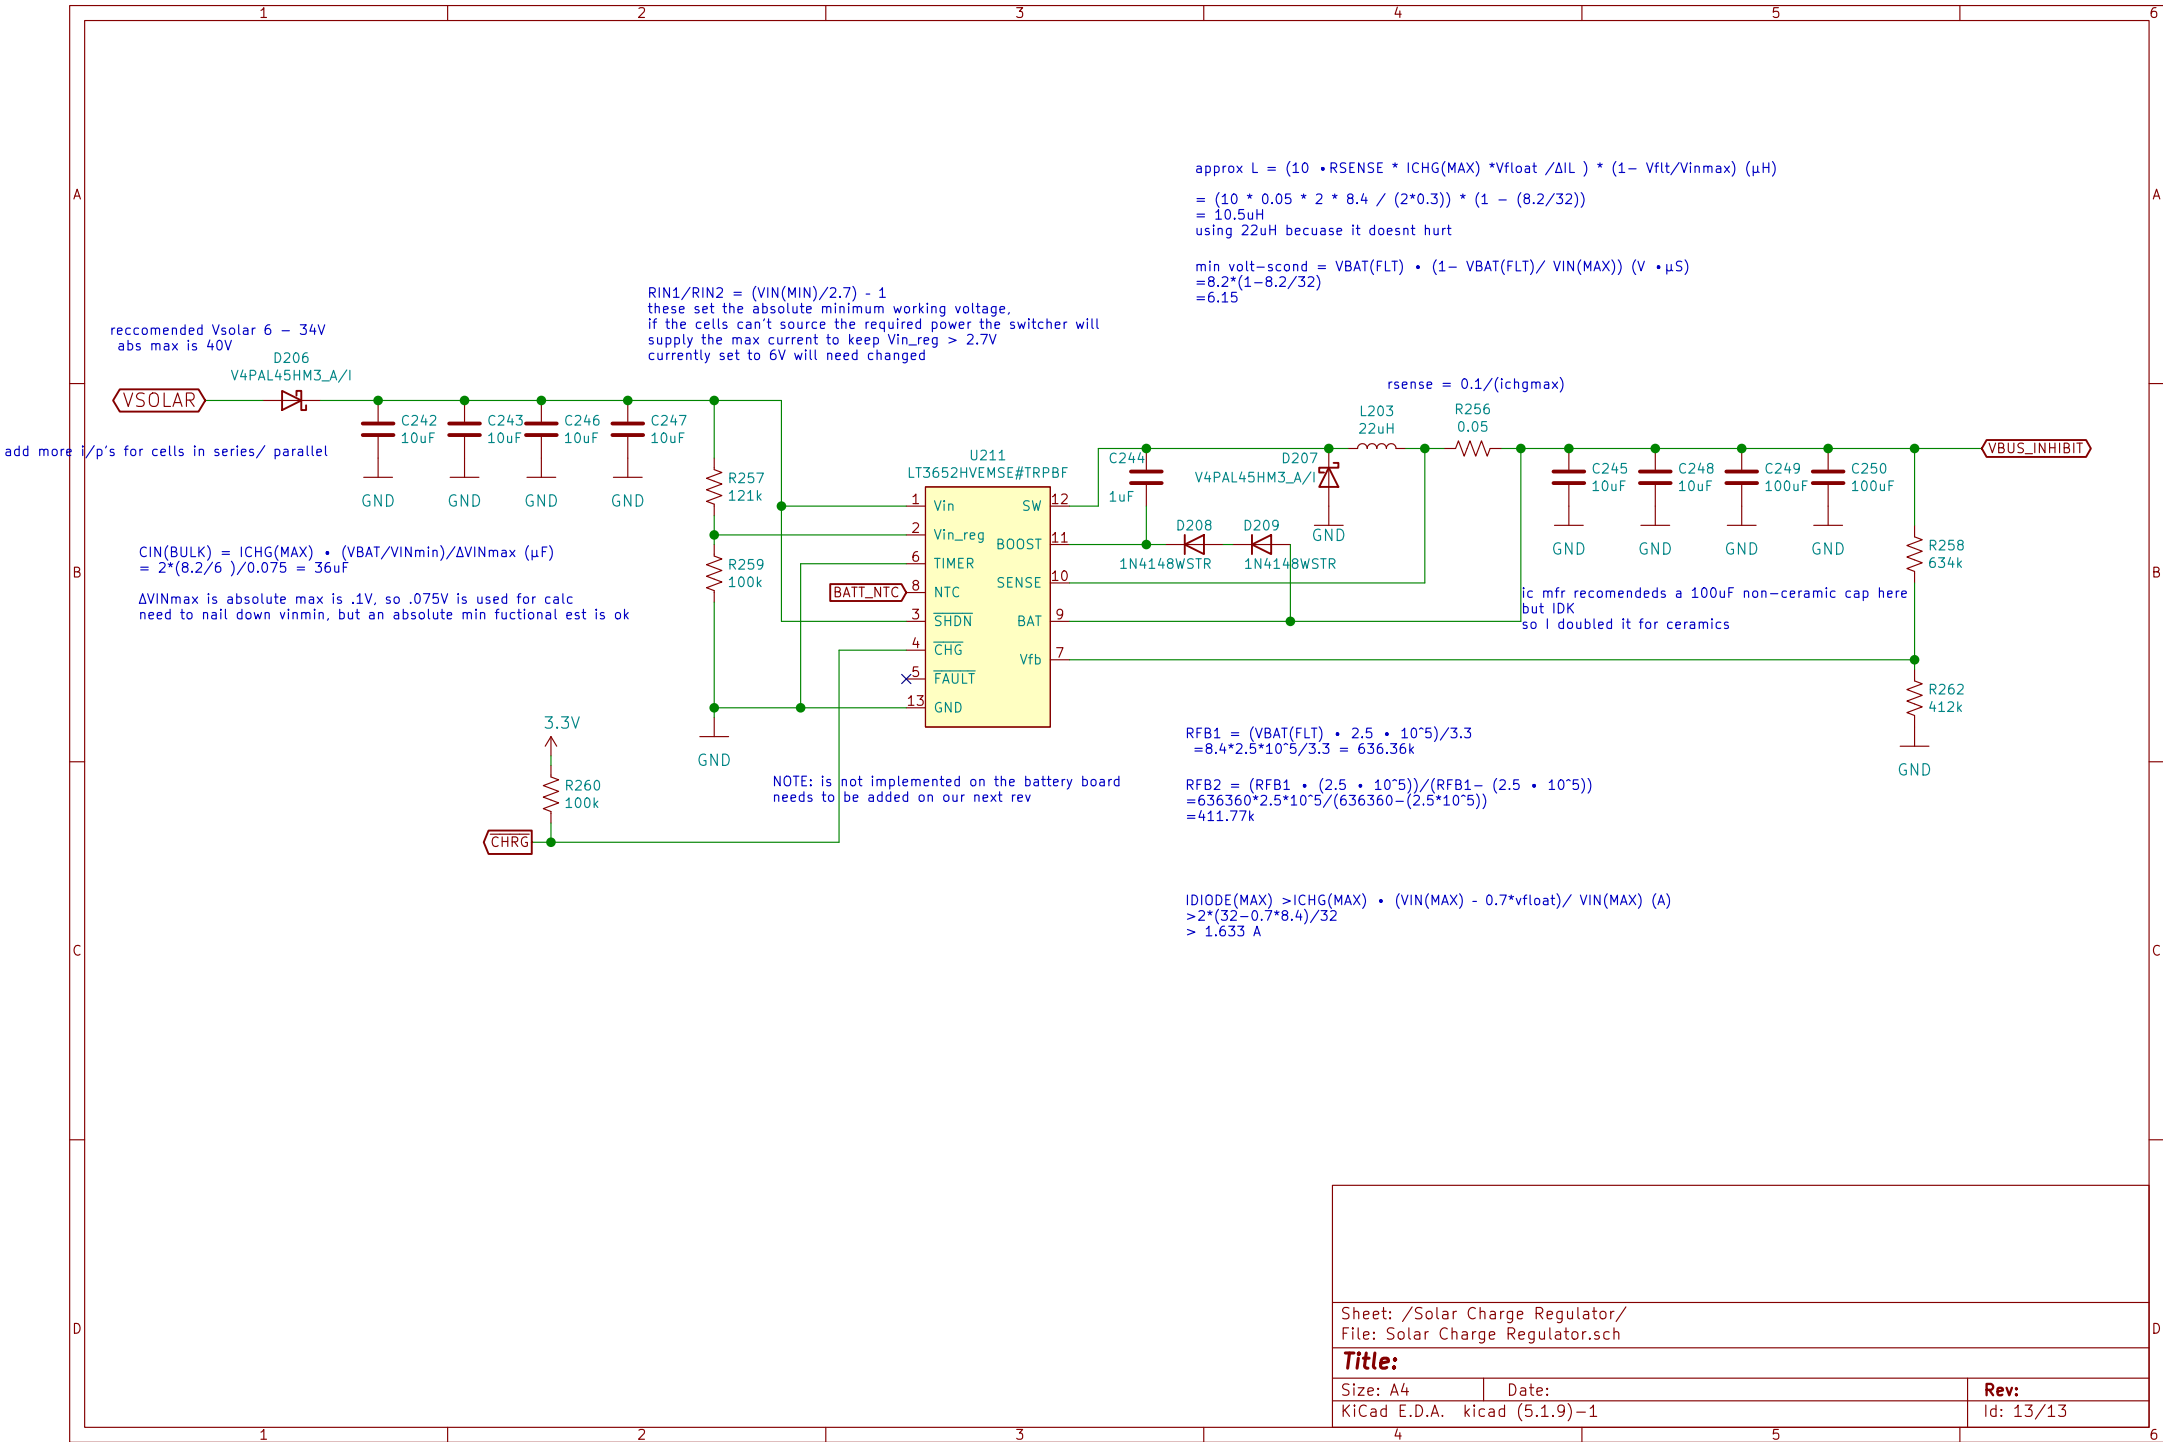 1 2 3 4 5 6
A A
B B
C C
D D
1 2 3 4 5 6
approx L = (10 •RSENSE * ICHG(MAX) *Vfloat /ΔIL ) * (1- Vflt/Vinmax) (μH)
= (10 * 0.05 * 2 * 8.4 / (2*0.3)) * (1 - (8.2/32))
= 10.5uH
using 22uH becuase it doesnt hurt
min volt-scond = VBAT(FLT) • (1- VBAT(FLT)/ VIN(MAX)) (V •μS)
=8.2*(1-8.2/32)
=6.15
RIN1/RIN2 = (VIN(MIN)/2.7) - 1
these set the absolute minimum working voltage,
if the cells can't source the required power the switcher will
supply the max current to keep Vin_reg > 2.7V
currently set to 6V will need changed
reccomended Vsolar 6 - 34V
abs max is 40V
D206
V4PAL45HM3_A/I
VSOLAR
C242
10uF
C243
10uF
C246
10uF
C247
10uF
GND GND GND GND
add more i/p's for cells in series/ parallel
R257
121k
R259
100k
CIN(BULK) = ICHG(MAX) • (VBAT/VINmin)/ΔVINmax (μF)
= 2*(8.2/6 )/0.075 = 36uF
ΔVINmax is absolute max is .1V, so .075V is used for calc
need to nail down vinmin, but an absolute min fuctional est is ok
U211
LT3652HVEMSE#TRPBF
1 Vin
2 Vin_reg
6 TIMER
BATT_NTC 8 NTC
3 SHDN
4 CHG
5 FAULT
13 GND
SW 12
BOOST 11
SENSE 10
BAT 9
Vfb 7
GND
C244
1uF
D207
V4PAL45HM3_A/I
GND
D208
1N4148WSTR
D209
1N4148WSTR
rsense = 0.1/(ichgmax)
L203
22uH
R256
0.05
C245
10uF
C248
10uF
C249
100uF
C250
100uF
GND GND GND GND
VBUS_INHIBIT
R258
634k
R262
412k
GND
ic mfr recomendeds a 100uF non-ceramic cap here
but IDK
so I doubled it for ceramics
3.3V
R260
100k
CHRG
NOTE: is not implemented on the battery board
needs to be added on our next rev
RFB1 = (VBAT(FLT) • 2.5 • 10^5)/3.3
=8.4*2.5*10^5/3.3 = 636.36k
RFB2 = (RFB1 • (2.5 • 10^5))/(RFB1- (2.5 • 10^5))
=636360*2.5*10^5/(636360-(2.5*10^5))
=411.77k
IDIODE(MAX) >ICHG(MAX) • (VIN(MAX) - 0.7*vfloat)/ VIN(MAX) (A)
>2*(32-0.7*8.4)/32
> 1.633 A
Sheet: /Solar Charge Regulator/
File: Solar Charge Regulator.sch
Title:
Size: A4 Date: Rev:
KiCad E.D.A. kicad (5.1.9)-1 Id: 13/13